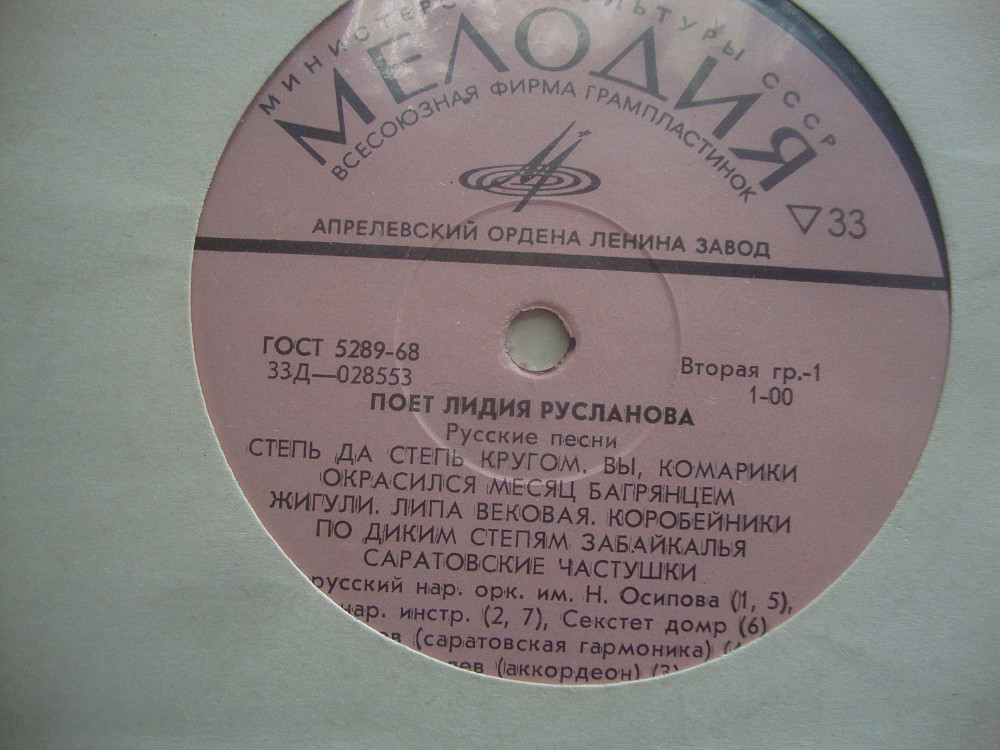 МИНИСТЕРСТВО КУЛЬТУРЫ СССР
МЕЛОДИЯ
ВСЕСОЮЗНАЯ ФИРМА ГРАМПЛАСТИНОК
▽33
АПРЕЛЕВСКИЙ ОРДЕНА ЛЕНИНА ЗАВОД
ГОСТ 5289-68
33Д—028553
Вторая гр.-1
1-00
ПОЕТ ЛИДИЯ РУСЛАНОВА
Русские песни
СТЕПЬ ДА СТЕПЬ КРУГОМ. ВЫ, КОМАРИКИ
ОКРАСИЛСЯ МЕСЯЦ БАГРЯНЦЕМ
ЖИГУЛИ. ЛИПА ВЕКОВАЯ. КОРОБЕЙНИКИ
ПО ДИКИМ СТЕПЯМ ЗАБАЙКАЛЬЯ
САРАТОВСКИЕ ЧАСТУШКИ
русский нар. орк. им. Н. Осипова (1, 5),
нар. инстр. (2, 7), Секстет домр (6)
(саратовская гармоника)
(аккордеон) (3)